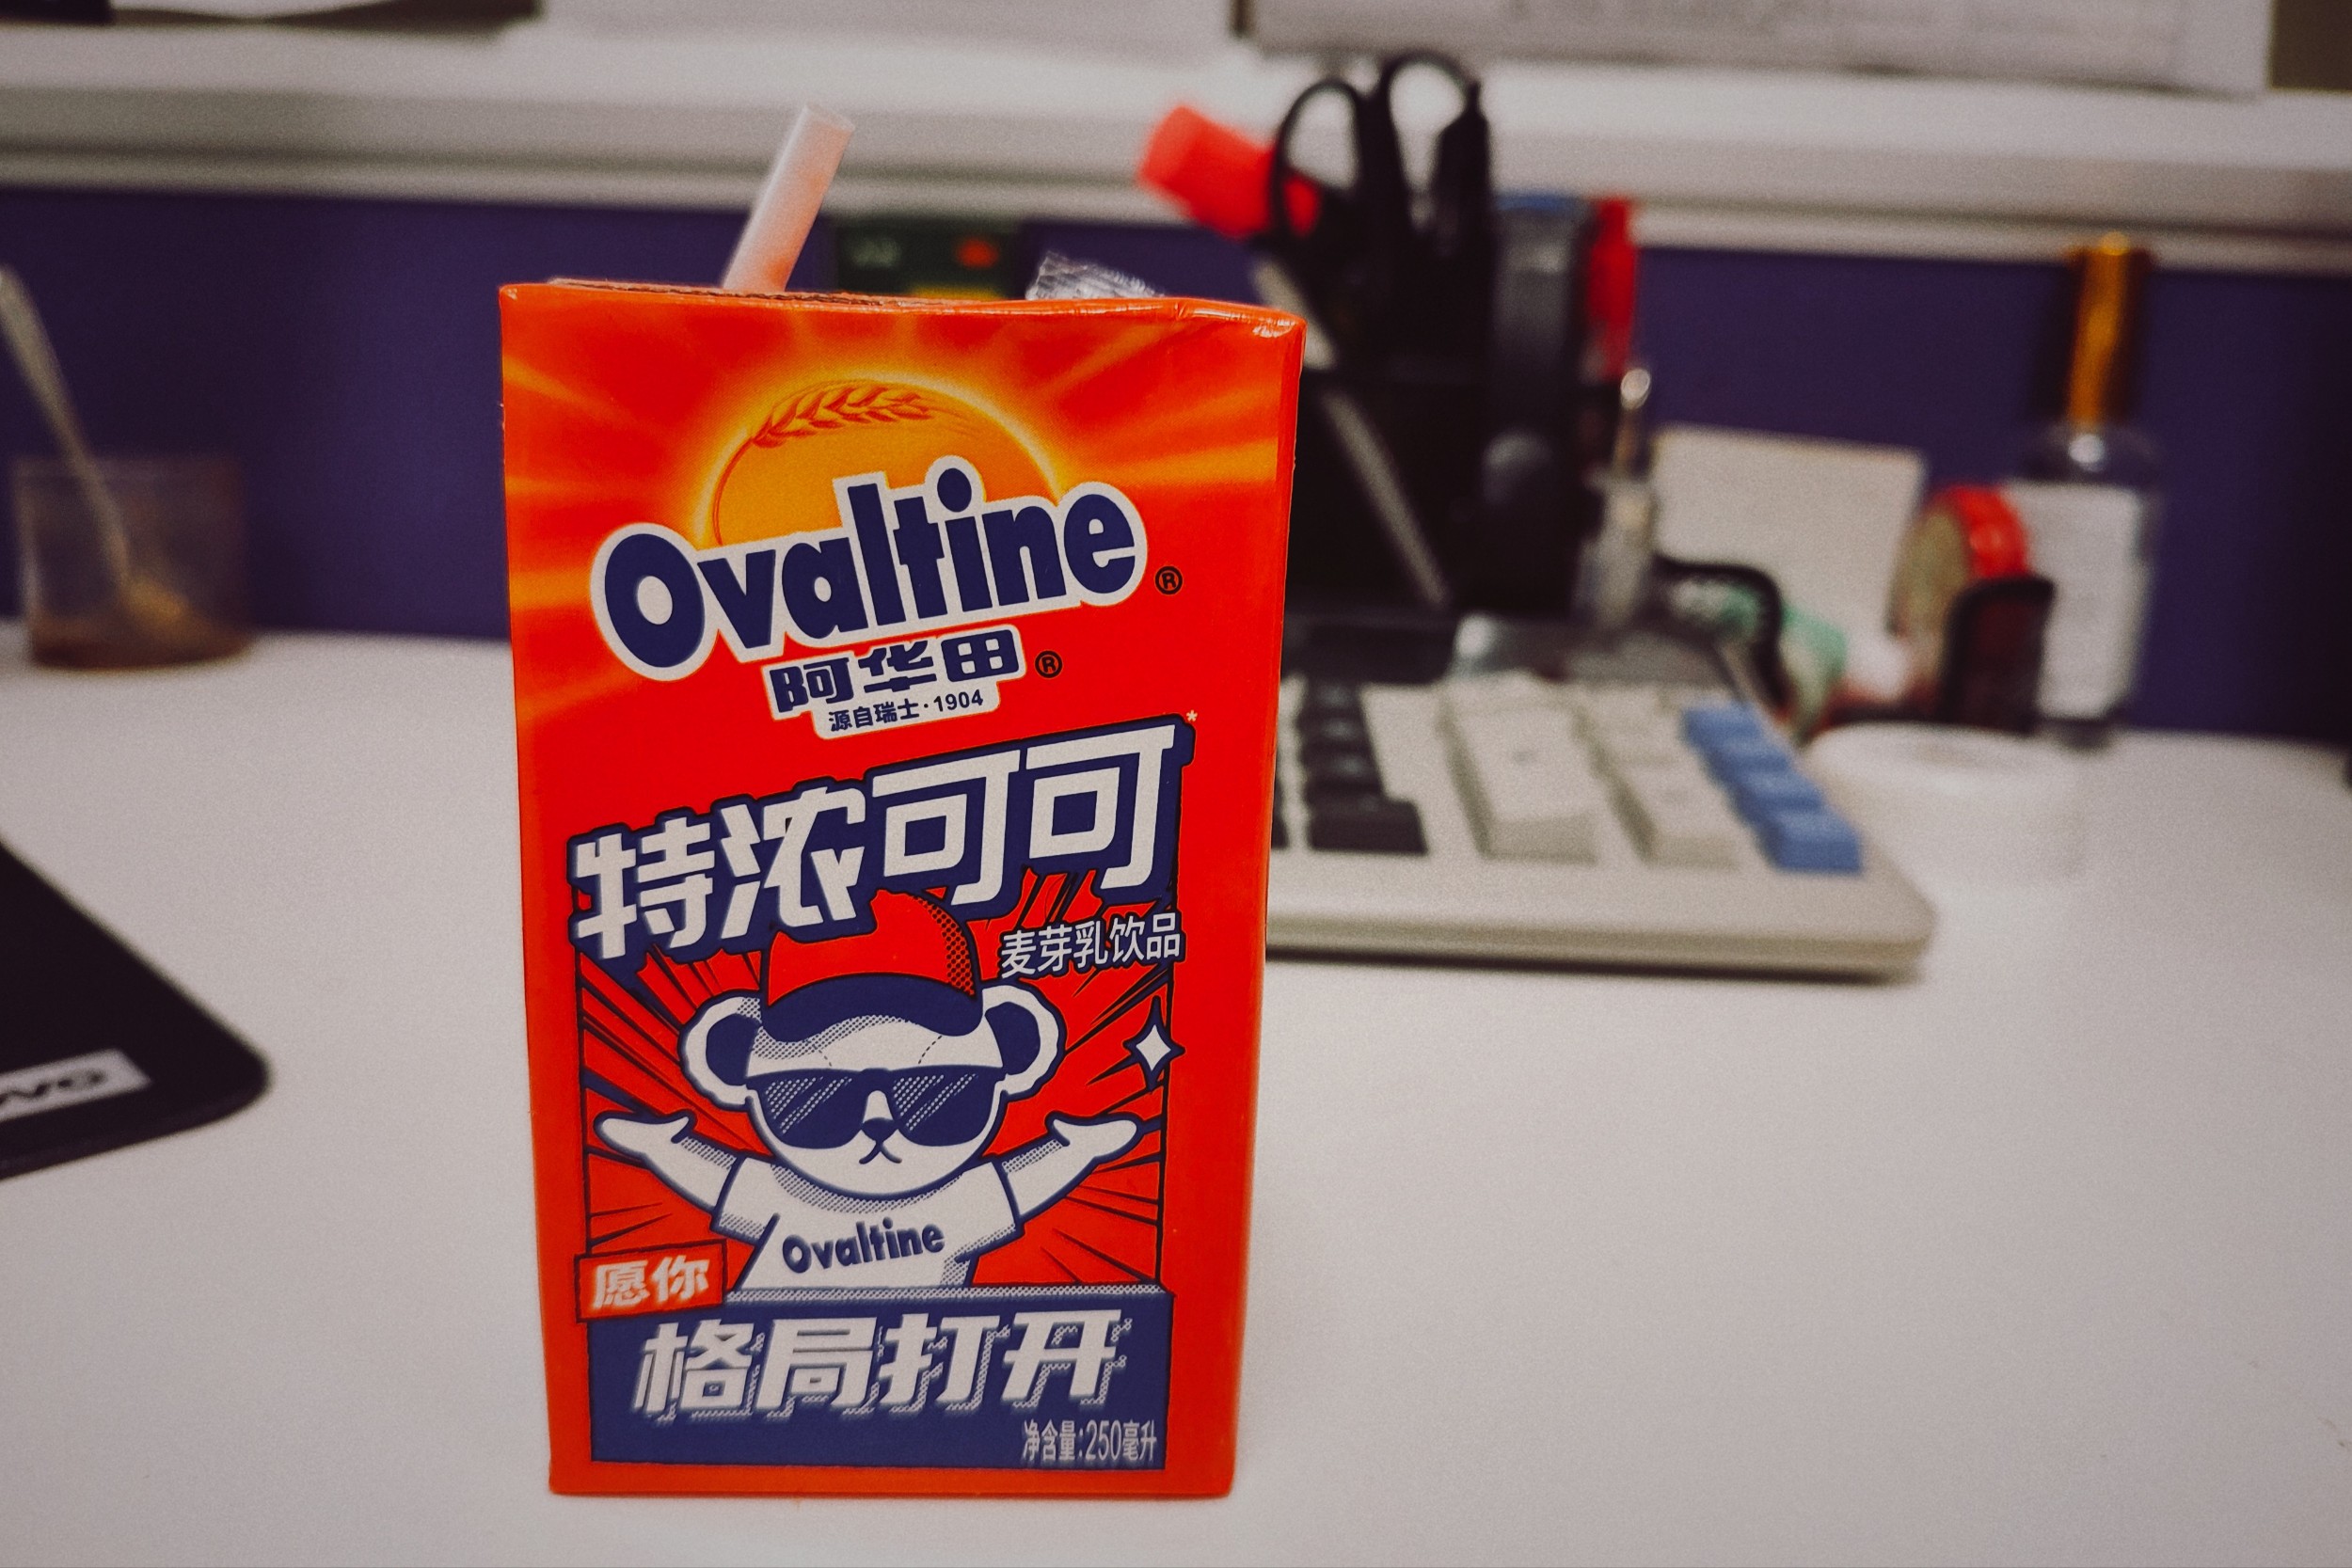 Ovaltine®
阿华田®
源自瑞士·1904
特浓可可*
麦芽乳饮品
Ovaltine
愿你
格局打开
净含量:250毫升